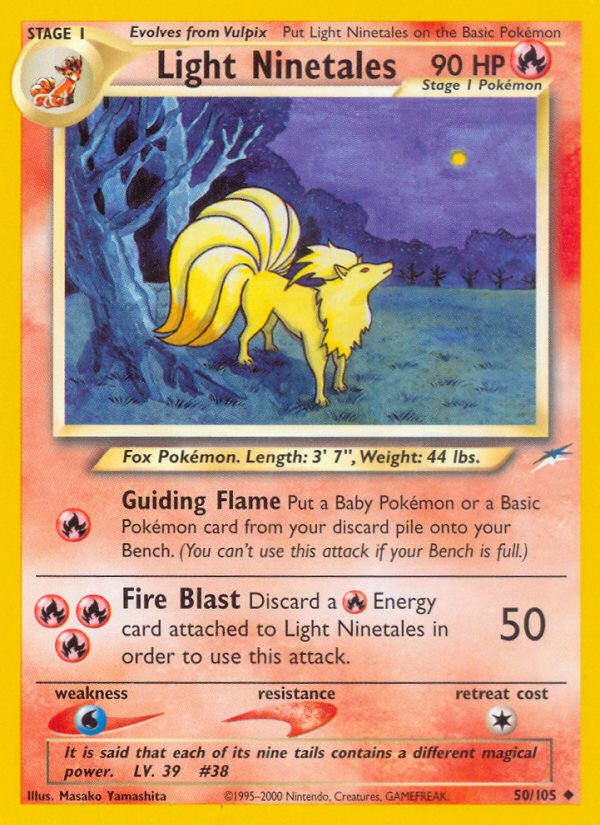 STAGE 1 Evolves from Vulpix Put Light Ninetales on the Basic Pokémon
Light Ninetales 90 HP
Stage 1 Pokémon
Fox Pokémon. Length: 3' 7", Weight: 44 lbs.
Guiding Flame Put a Baby Pokémon or a Basic
Pokémon card from your discard pile onto your
Bench. (You can't use this attack if your Bench is full.)
Fire Blast Discard a Energy
card attached to Light Ninetales in
order to use this attack.
50
weakness resistance retreat cost
It is said that each of its nine tails contains a different magical
power. LV. 39 #38
Illus. Masako Yamashita ©1995–2000 Nintendo, Creatures, GAMEFREAK. 50/105